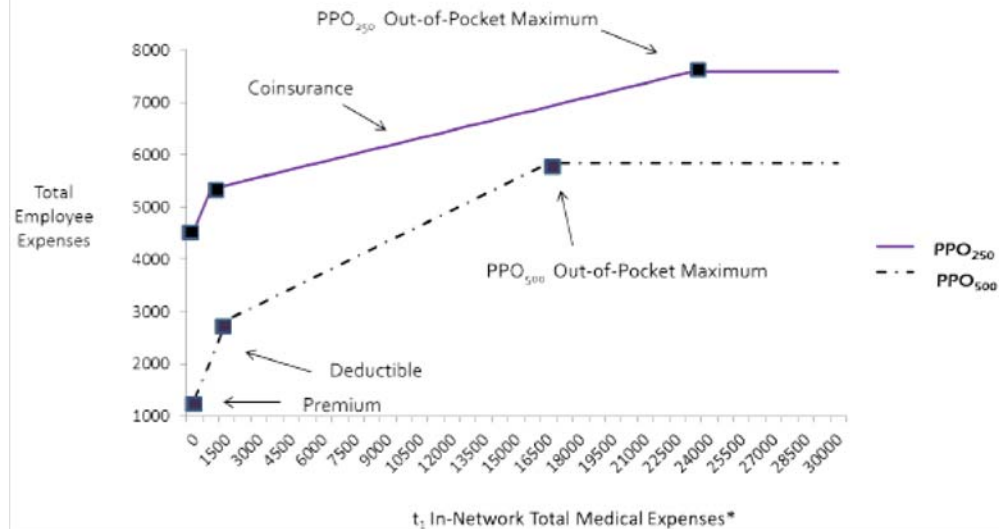 PPO₂₅₀ Out-of-Pocket Maximum
8000
7000
6000
5000
4000
3000
2000
1000
Coinsurance
Total
Employee
Expenses
PPO₅₀₀ Out-of-Pocket Maximum
PPO₂₅₀
PPO₅₀₀
Deductible
Premium
0 1500 3000 4500 6000 7500 9000 10500 12000 13500 15000 16500 18000 19500 21000 22500 24000 25500 27000 28500 30000
t₁ In-Network Total Medical Expenses*